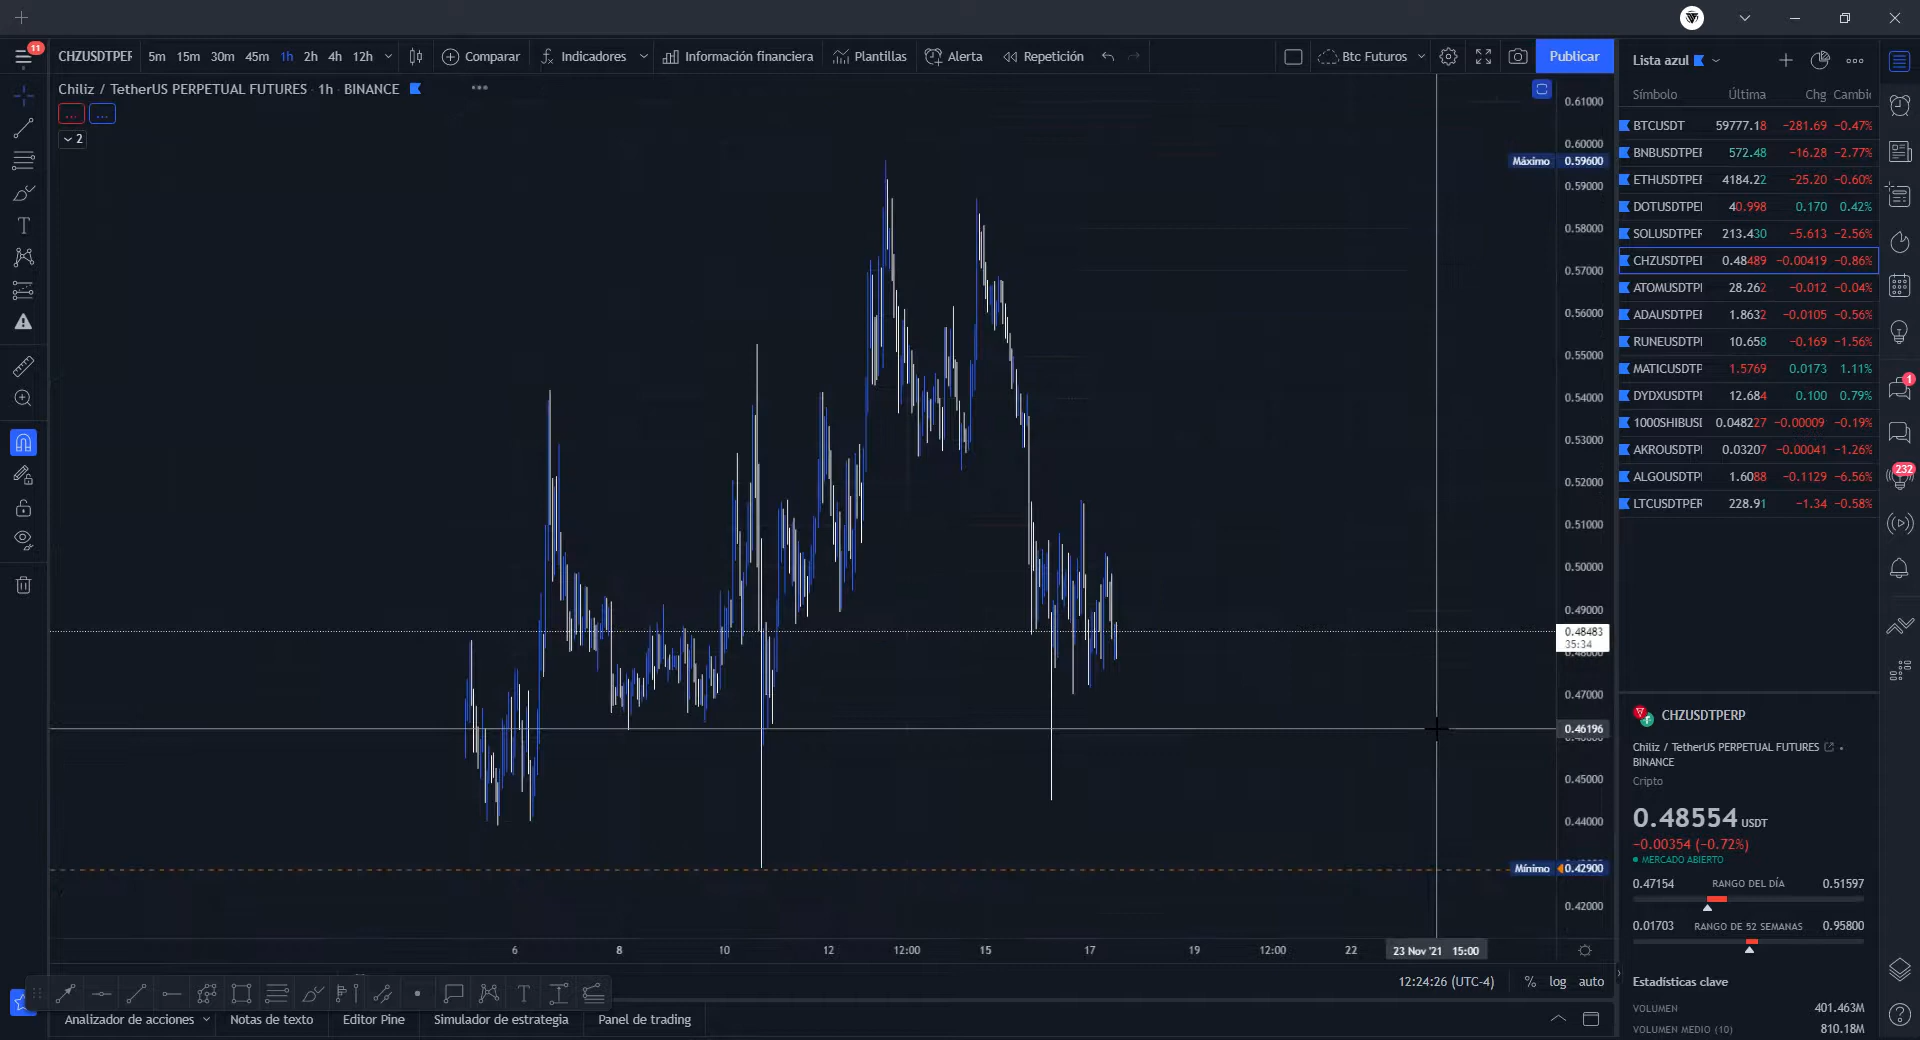 11
CHZUSDTPER 5m 15m 30m 45m 1h 2h 4h 12h Comparar Indicadores Información financiera Plantillas Alerta Repetición Btc Futuros Publicar
Chiliz / TetherUS PERPETUAL FUTURES · 1h · BINANCE
2
0.61000
0.60000
Máximo 0.59600
0.59000
0.58000
0.57000
0.56000
0.55000
0.54000
0.53000
0.52000
0.51000
0.50000
0.49000
0.48483
35:34
0.48000
0.47000
0.46196
0.45000
0.44000
Mínimo 0.42900
0.42000
6 8 10 12 12:00 15 17 19 12:00 22 23 Nov '21 15:00
12:24:26 (UTC-4) % log auto
Analizador de acciones Notas de texto Editor Pine Simulador de estrategia Panel de trading
Lista azul
Símbolo Última Chg Cambi
BTCUSDT 59777.18 −281.69 −0.47%
BNBUSDTPEF 572.48 −16.28 −2.77%
ETHUSDTPEF 4184.22 −25.20 −0.60%
DOTUSDTPEI 40.998 0.170 0.42%
SOLUSDTPEF 213.430 −5.613 −2.56%
CHZUSDTPEI 0.48489 −0.00419 −0.86%
ATOMUSDTPI 28.262 −0.012 −0.04%
ADAUSDTPEF 1.8632 −0.0105 −0.56%
RUNEUSDTPI 10.658 −0.169 −1.56%
MATICUSDTP 1.5769 0.0173 1.11%
DYDXUSDTPI 12.684 0.100 0.79%
1000SHIBUSI 0.048227 −0.00009 −0.19%
AKROUSDTPI 0.03207 −0.00041 −1.26%
ALGOUSDTPI 1.6088 −0.1129 −6.56%
LTCUSDTPEF 228.91 −1.34 −0.58%
1
232
CHZUSDTPERP
Chiliz / TetherUS PERPETUAL FUTURES
BINANCE
Cripto
0.48554 USDT
−0.00354 (−0.72%)
MERCADO ABIERTO
0.47154 RANGO DEL DÍA 0.51597
0.01703 RANGO DE 52 SEMANAS 0.95800
Estadísticas clave
VOLUMEN 401.463M
VOLUMEN MEDIO (10) 810.18M